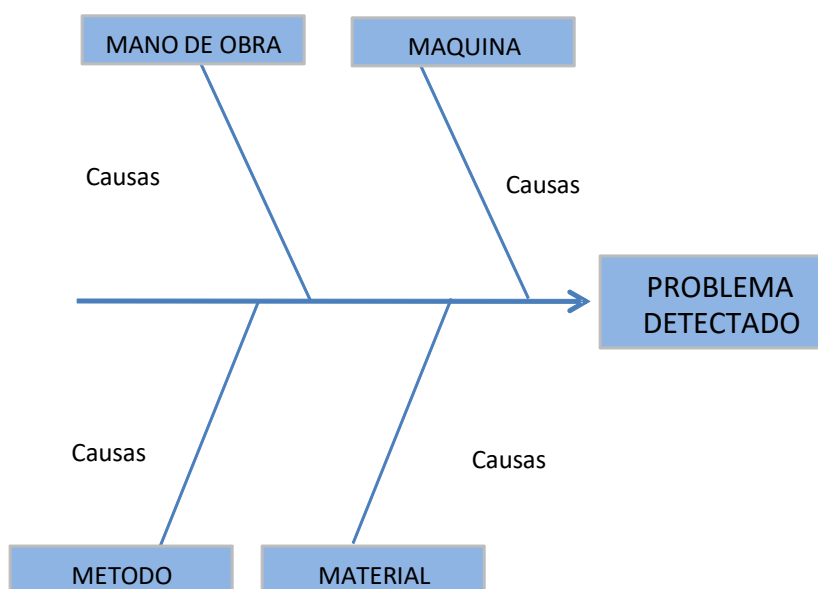 MANO DE OBRA
MAQUINA
Causas
Causas
PROBLEMA
DETECTADO
Causas
Causas
METODO
MATERIAL